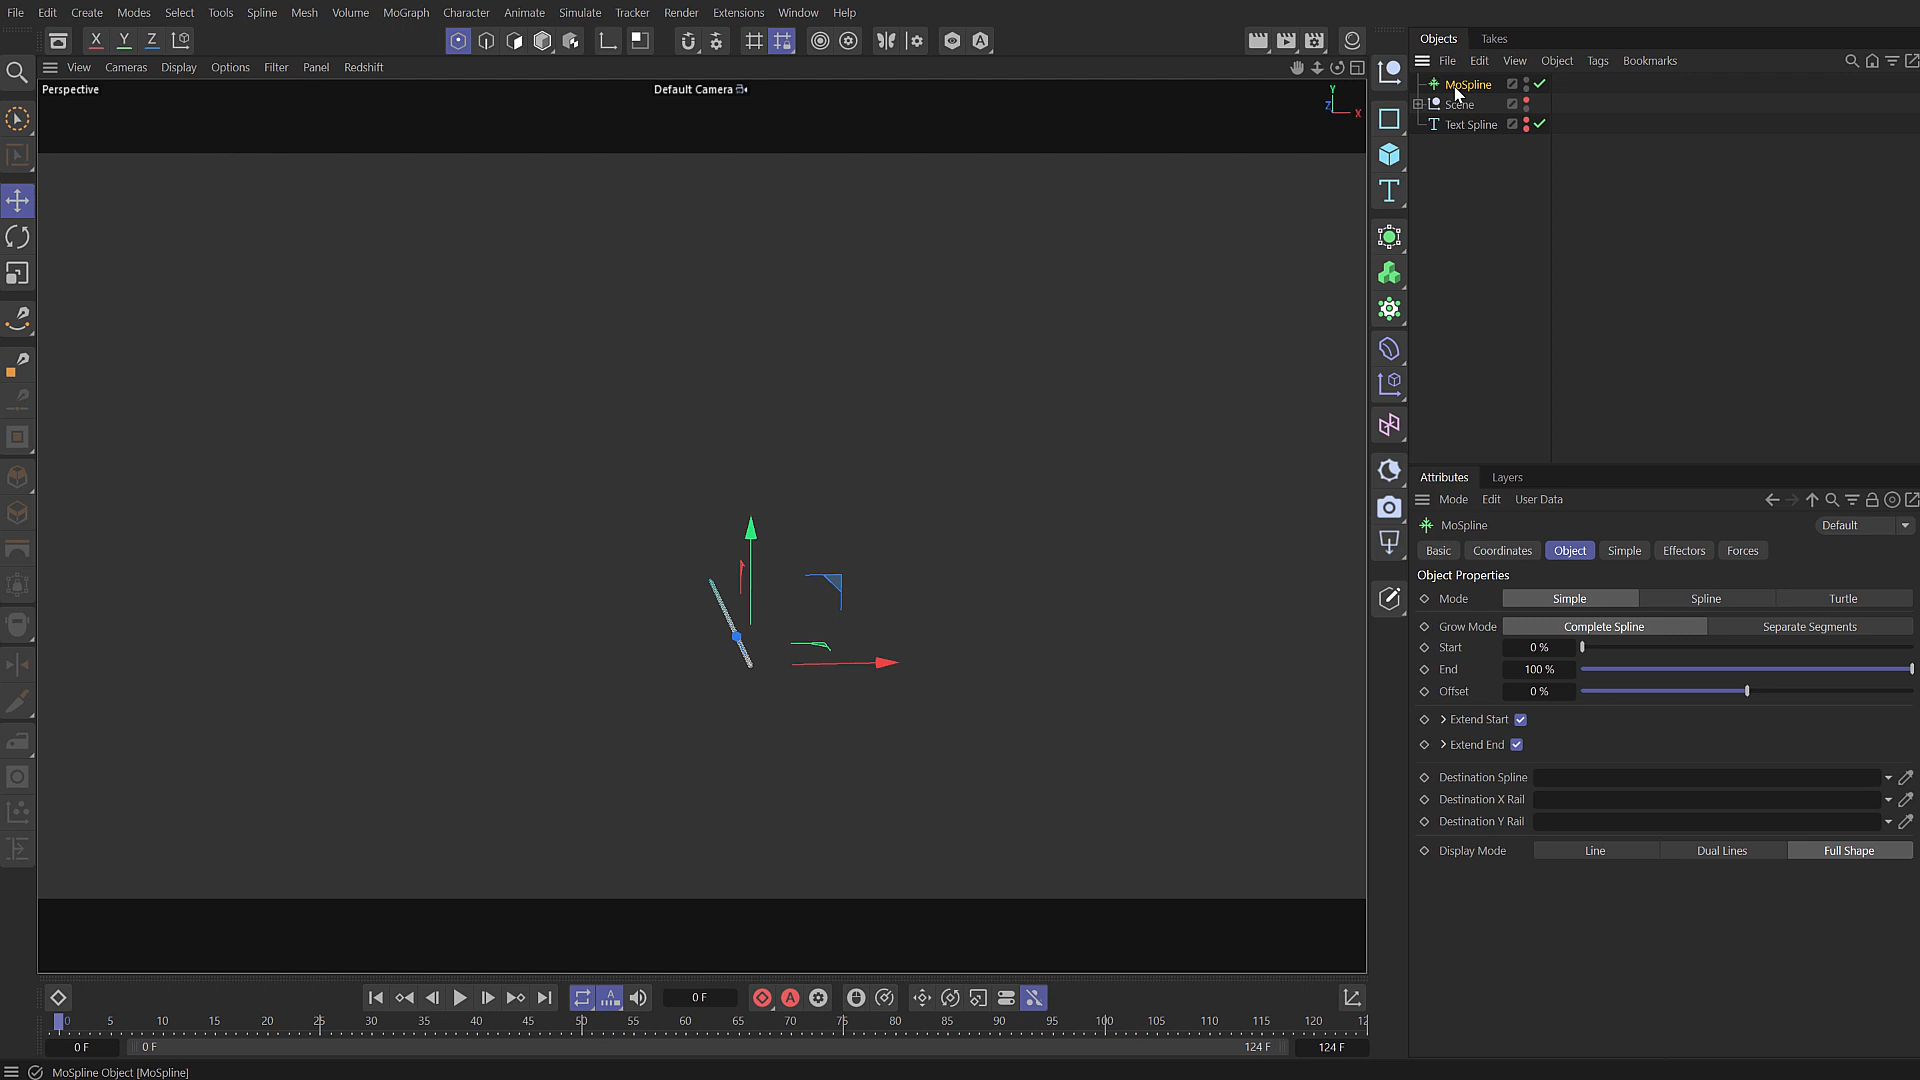 File Edit Create Modes Select Tools Spline Mesh Volume MoGraph Character Animate Simulate Tracker Render Extensions Window Help
X Y Z
View Cameras Display Options Filter Panel Redshift
Perspective
Default Camera
Y
Z
X
Objects Takes
File Edit View Object Tags Bookmarks
MoSpline
Scene
Text Spline
Attributes Layers
Mode Edit User Data
MoSpline
Default
Basic Coordinates Object Simple Effectors Forces
Object Properties
Mode Simple Spline Turtle
Grow Mode Complete Spline Separate Segments
Start 0 %
End 100 %
Offset 0 %
Extend Start
Extend End
Destination Spline
Destination X Rail
Destination Y Rail
Display Mode Line Dual Lines Full Shape
0 F
0 5 10 15 20 25 30 35 40 45 50 55 60 65 70 75 80 85 90 95 100 105 110 115 120 12
0 F 0 F 124 F 124 F
MoSpline Object [MoSpline]